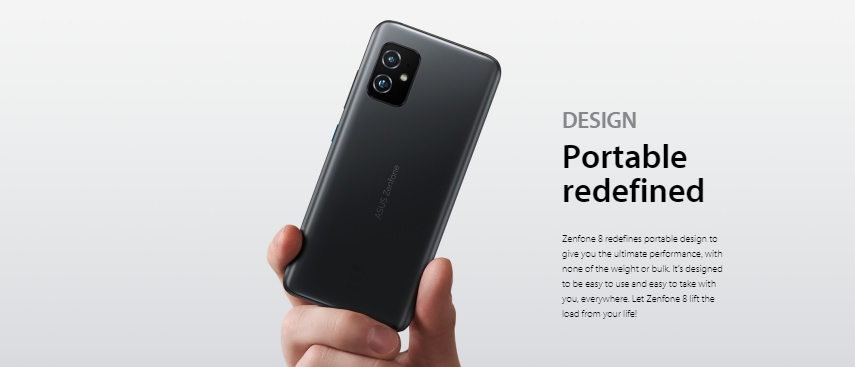 DESIGN
Portable
redefined
Zenfone 8 redefines portable design to
give you the ultimate performance, with
none of the weight or bulk. It's designed
to be easy to use and easy to take with
you, everywhere. Let Zenfone 8 lift the
load from your life!
ASUS Zenfone